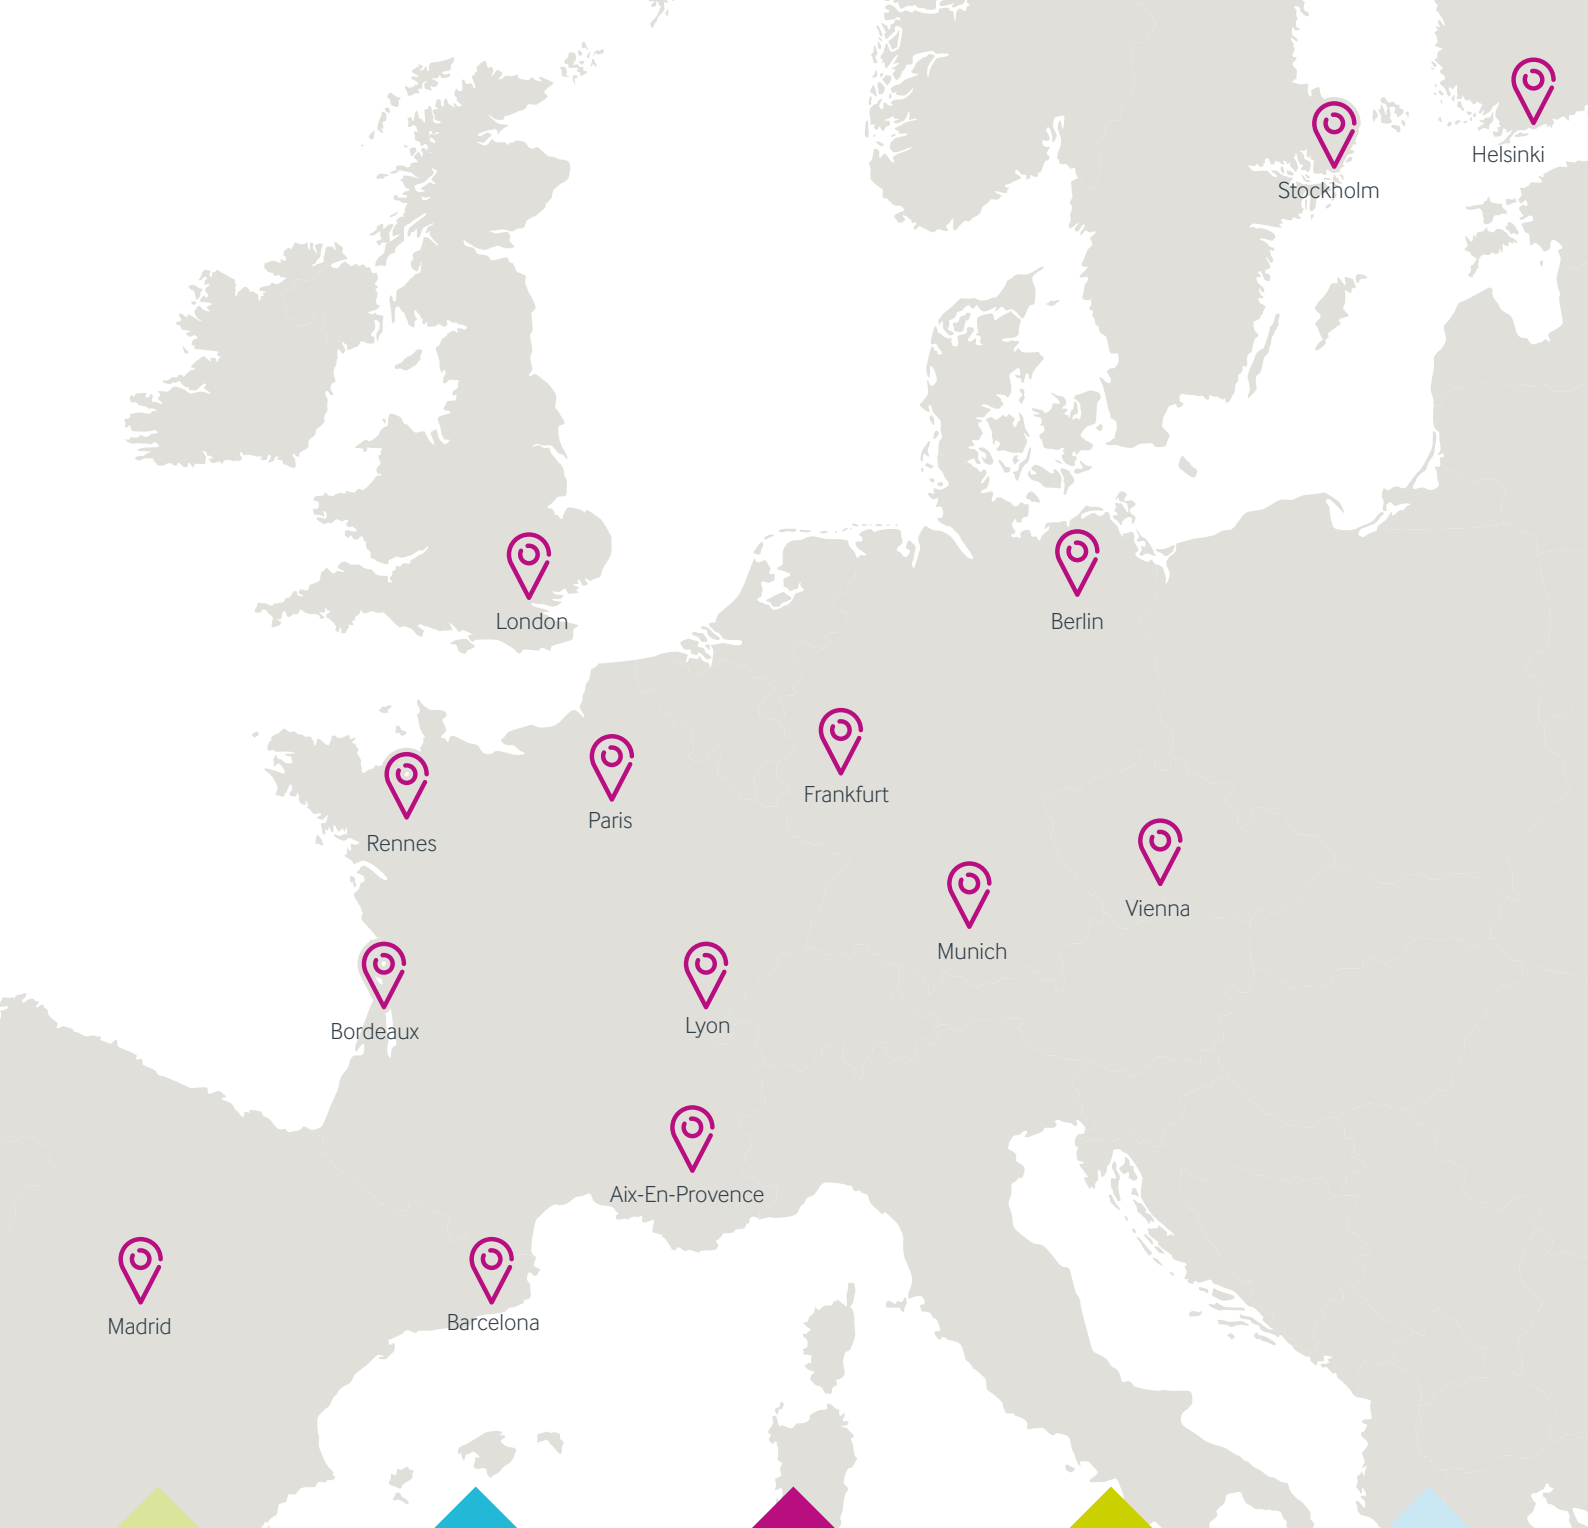 Helsinki
Stockholm
London
Berlin
Frankfurt
Paris
Rennes
Vienna
Munich
Lyon
Bordeaux
Aix-En-Provence
Barcelona
Madrid